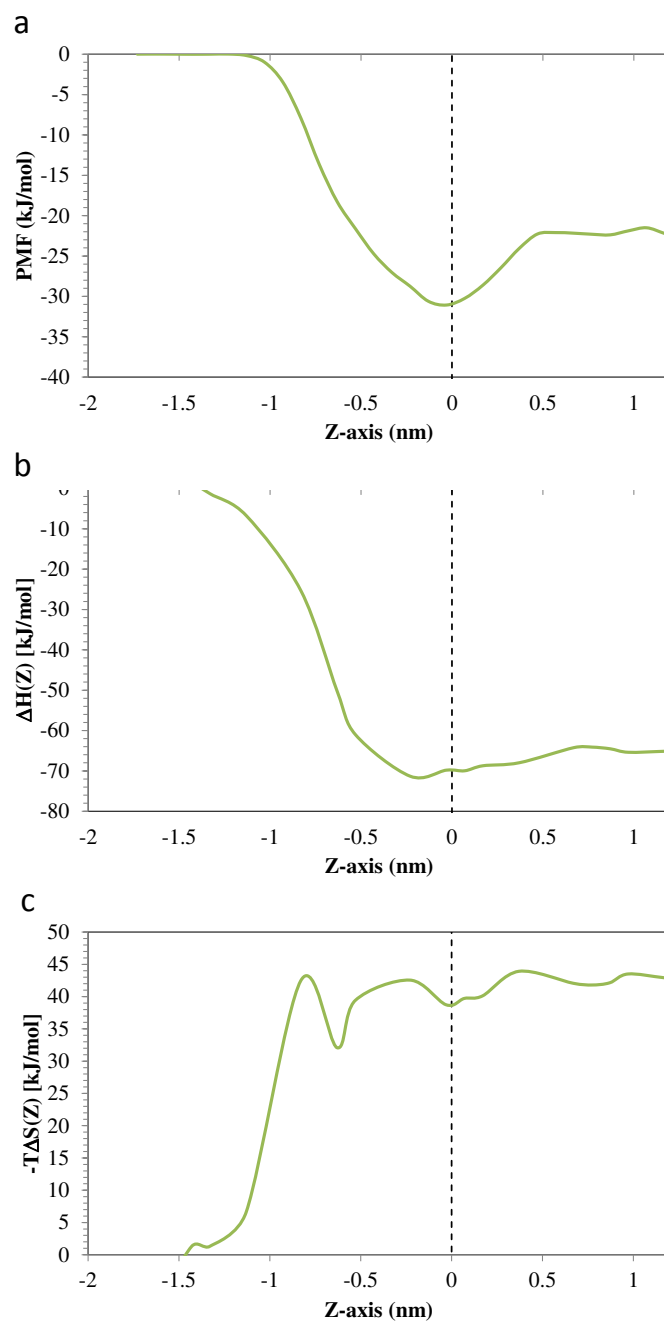 a
0
-5
-10
-15
-20
-25
-30
-35
-40
PMF (kJ/mol)
-2 -1.5 -1 -0.5 0 0.5 1
Z-axis (nm)
b
0
-10
-20
-30
-40
-50
-60
-70
-80
ΔH(Z) [kJ/mol]
-2 -1.5 -1 -0.5 0 0.5 1
Z-axis (nm)
c
50
45
40
35
30
25
20
15
10
5
0
-TΔS(Z) [kJ/mol]
-2 -1.5 -1 -0.5 0 0.5 1
Z-axis (nm)